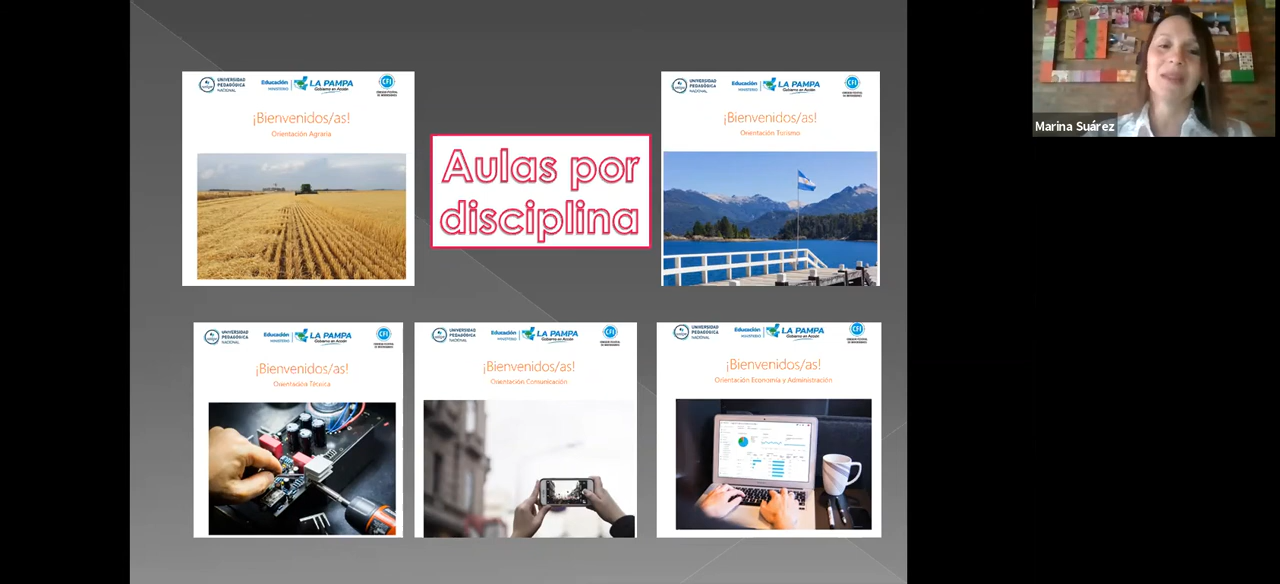 UNIVERSIDAD
PEDAGÓGICA
NACIONAL
Educación
MINISTERIO
LA PAMPA
Gobierno en Acción
CFI
¡Bienvenidos/as!
Orientación Agraria
Aulas por
disciplina
UNIVERSIDAD
PEDAGÓGICA
NACIONAL
Educación
MINISTERIO
LA PAMPA
Gobierno en Acción
CFI
¡Bienvenidos/as!
Orientación Turismo
Marina Suárez
UNIVERSIDAD
PEDAGÓGICA
NACIONAL
Educación
MINISTERIO
LA PAMPA
Gobierno en Acción
CFI
¡Bienvenidos/as!
Orientación Técnica
UNIVERSIDAD
PEDAGÓGICA
NACIONAL
Educación
MINISTERIO
LA PAMPA
Gobierno en Acción
CFI
¡Bienvenidos/as!
Orientación Comunicación
UNIVERSIDAD
PEDAGÓGICA
NACIONAL
Educación
MINISTERIO
LA PAMPA
Gobierno en Acción
CFI
¡Bienvenidos/as!
Orientación Economía y Administración